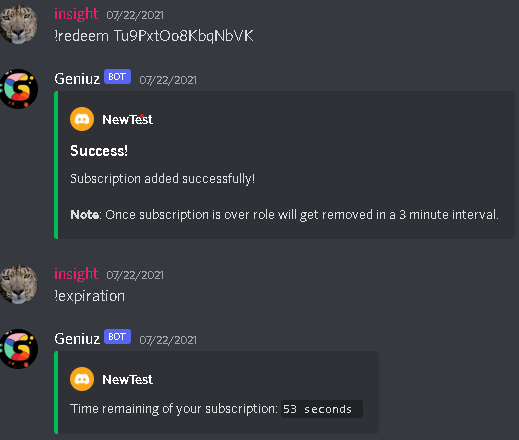 insight 07/22/2021
!redeem Tu9PxtOo8KbqNbVK
Geniuz BOT 07/22/2021
NewTest
Success!
Subscription added successfully!
Note: Once subscription is over role will get removed in a 3 minute interval.
insight 07/22/2021
!expiration
Geniuz BOT 07/22/2021
NewTest
Time remaining of your subscription: 53 seconds